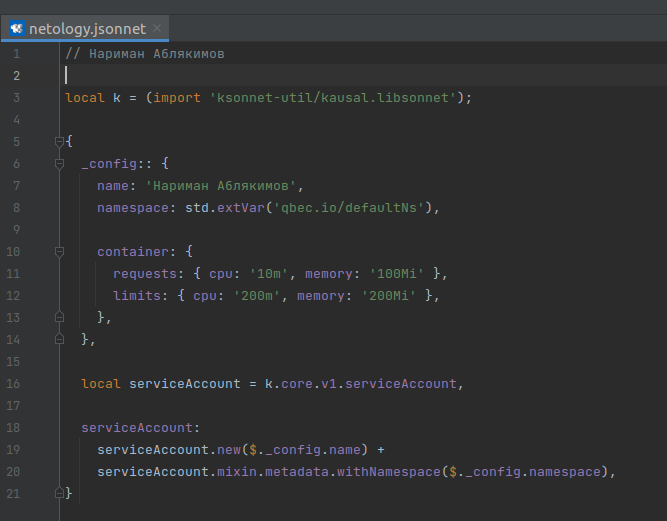 netology.jsonnet
1 // Нариман Аблякимов
2
3 local k = (import 'ksonnet-util/kausal.libsonnet');
4
5 {
6   _config:: {
7     name: 'Нариман Аблякимов',
8     namespace: std.extVar('qbec.io/defaultNs'),
9
10     container: {
11       requests: { cpu: '10m', memory: '100Mi' },
12       limits: { cpu: '200m', memory: '200Mi' },
13     },
14   },
15
16   local serviceAccount = k.core.v1.serviceAccount,
17
18   serviceAccount:
19     serviceAccount.new($._config.name) +
20     serviceAccount.mixin.metadata.withNamespace($._config.namespace),
21 }